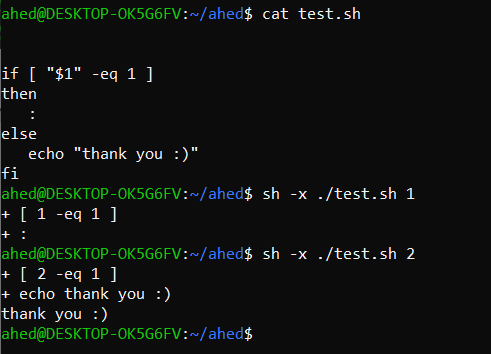 ahed@DESKTOP-OK5G6FV:~/ahed$ cat test.sh
if [ "$1" -eq 1 ]
then
   :
else
   echo "thank you :)"
fi
ahed@DESKTOP-OK5G6FV:~/ahed$ sh -x ./test.sh 1
+ [ 1 -eq 1 ]
+ :
ahed@DESKTOP-OK5G6FV:~/ahed$ sh -x ./test.sh 2
+ [ 2 -eq 1 ]
+ echo thank you :)
thank you :)
ahed@DESKTOP-OK5G6FV:~/ahed$